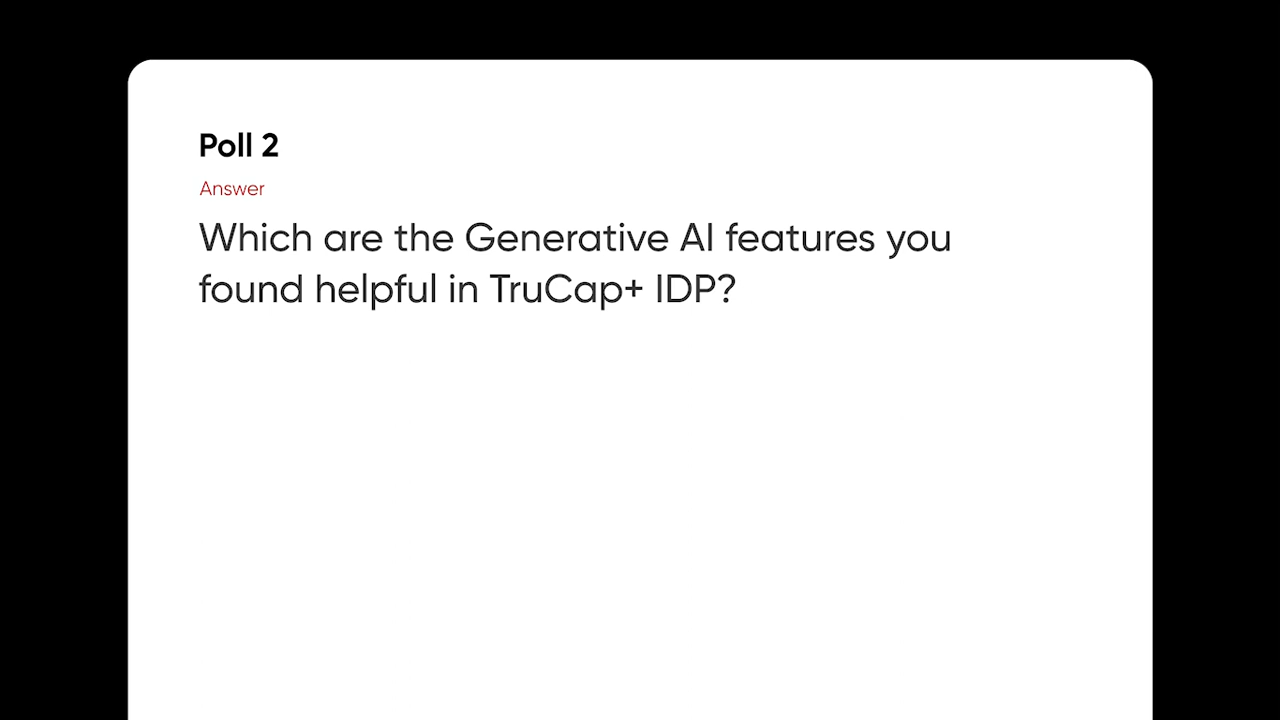 Poll 2
Answer
Which are the Generative AI features you
found helpful in TruCap+ IDP?